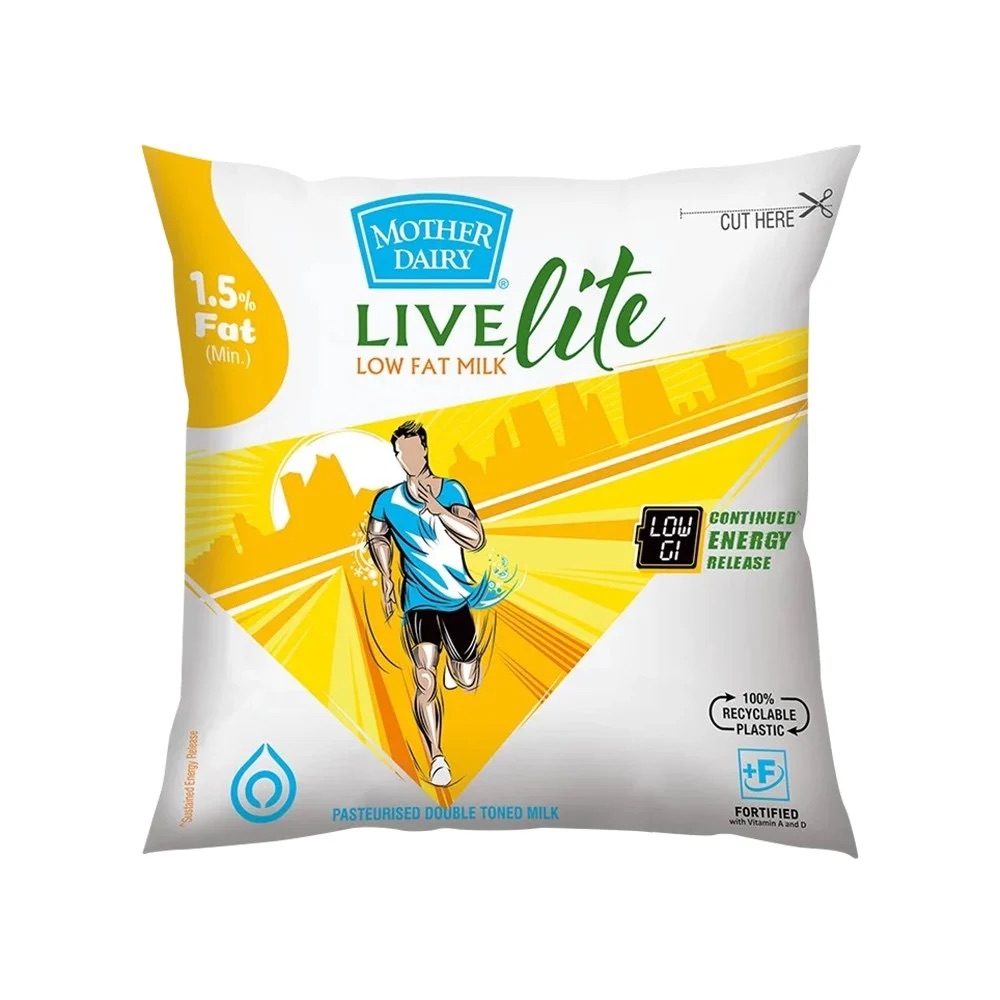 MOTHER
DAIRY
®
LIVE lite
LOW FAT MILK
CUT HERE
1.5%
Fat
(Min.)
LOW
GI
CONTINUED^
ENERGY
RELEASE
100%
RECYCLABLE
PLASTIC
+F
FORTIFIED
with Vitamin A and D
PASTEURISED DOUBLE TONED MILK
^Sustained Energy Release